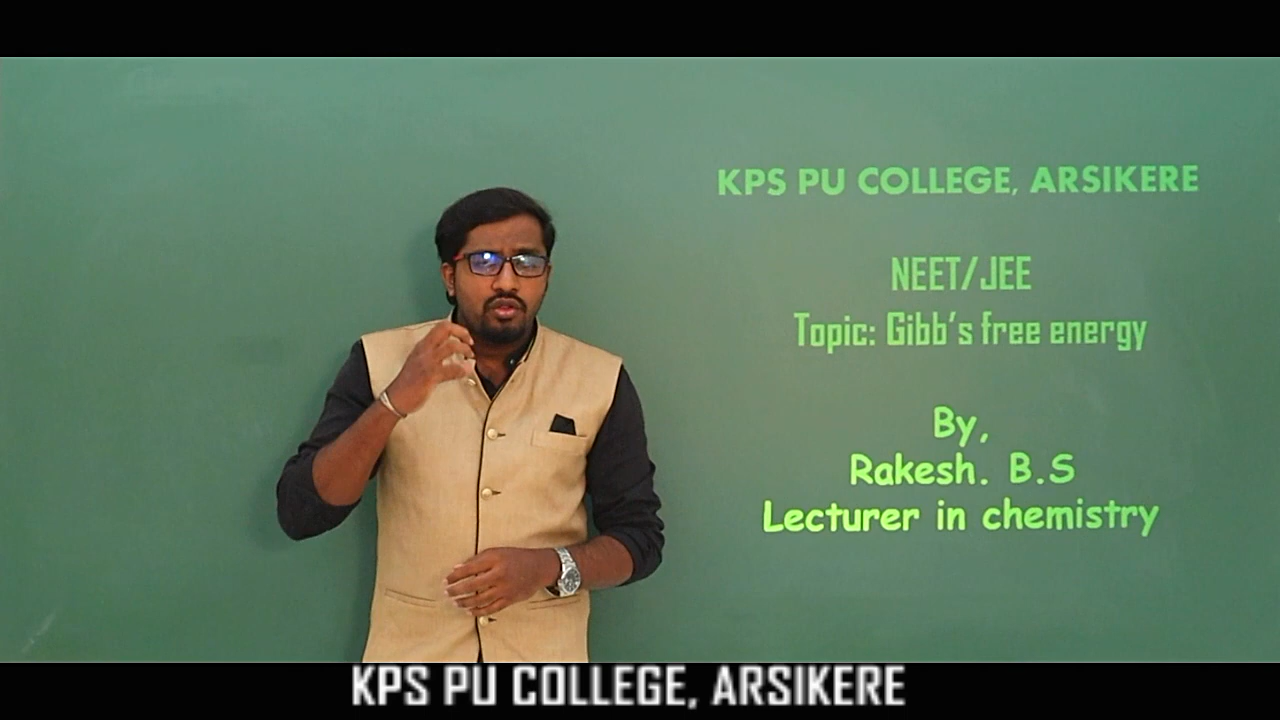 KPS PU COLLEGE, ARSIKERE
NEET/JEE
Topic: Gibb's free energy
By,
Rakesh. B.S
Lecturer in chemistry
KPS PU COLLEGE, ARSIKERE